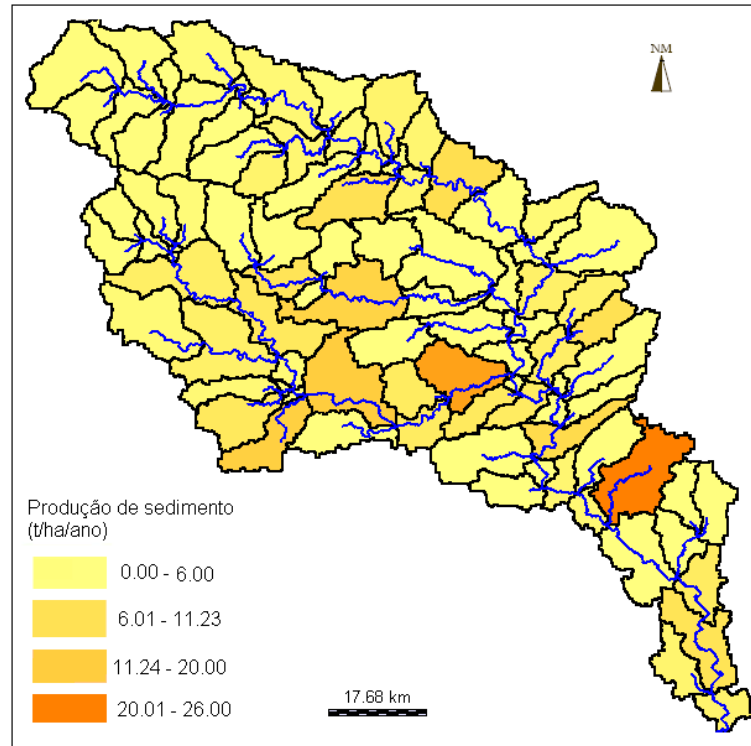 NM
Produção de sedimento
(t/ha/ano)
0.00 - 6.00
6.01 - 11.23
11.24 - 20.00
20.01 - 26.00
17.68 km